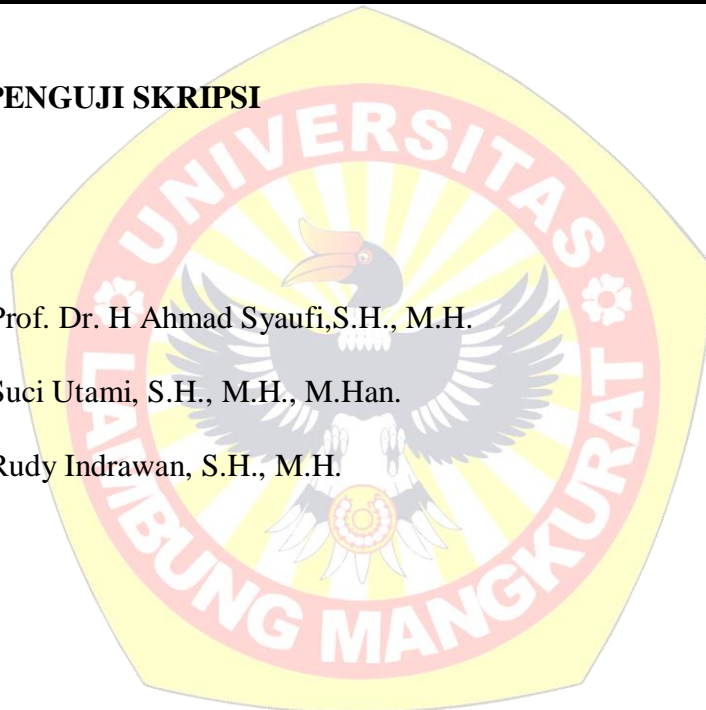 PENGUJI SKRIPSI
UNIVERSITAS
Prof. Dr. H Ahmad Syaufi,S.H., M.H.
Suci Utami, S.H., M.H., M.Han.
Rudy Indrawan, S.H., M.H.
LAMBUNG MANGKURAT